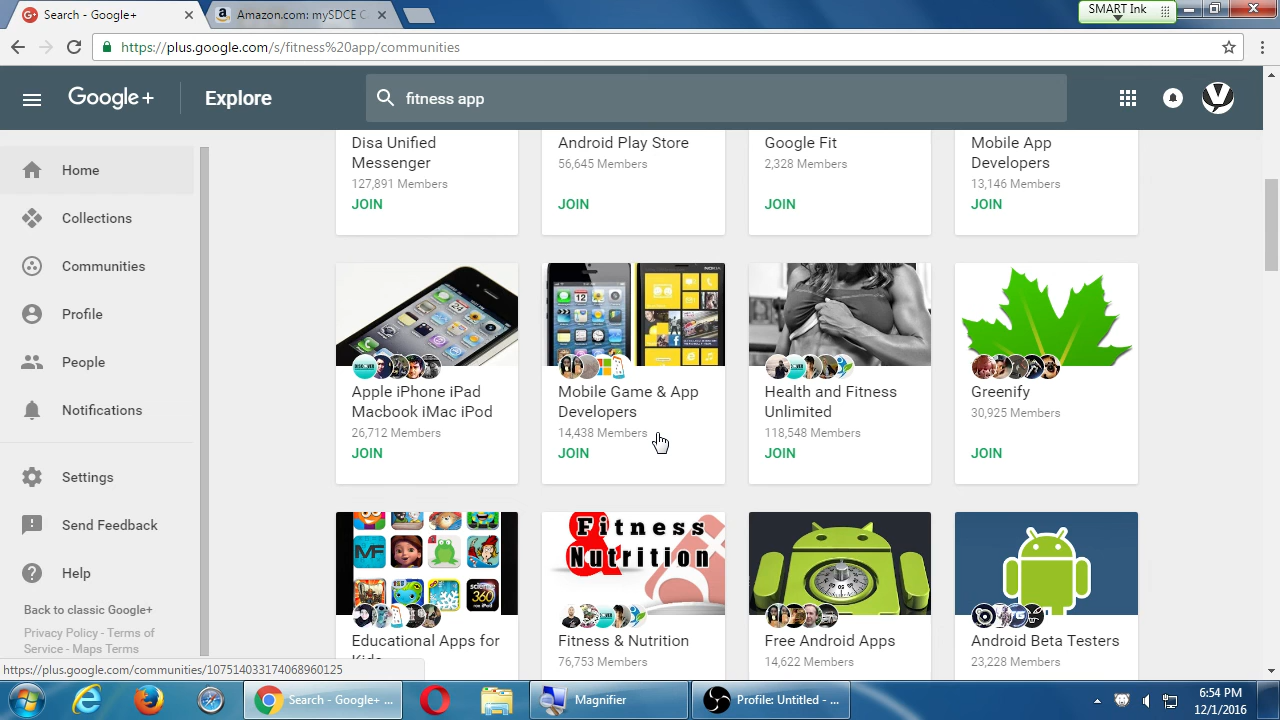 Search - Google+
Amazon.com: mySDCE C
SMART Ink
https://plus.google.com/s/fitness%20app/communities
Google+
Explore
fitness app
Home
Collections
Communities
Profile
People
Notifications
Settings
Send Feedback
Help
Back to classic Google+
Privacy Policy - Terms of
Service - Maps Terms
Disa Unified
Messenger
127,891 Members
JOIN
Android Play Store
56,645 Members
JOIN
Google Fit
2,328 Members
JOIN
Mobile App
Developers
13,146 Members
JOIN
Apple iPhone iPad
Macbook iMac iPod
26,712 Members
JOIN
Mobile Game & App
Developers
14,438 Members
JOIN
Health and Fitness
Unlimited
118,548 Members
JOIN
Greenify
30,925 Members
JOIN
MF
SCIENCE
360
Educational Apps for
Kids
Fitness
& Nutrition
Fitness & Nutrition
76,753 Members
Free Android Apps
14,622 Members
Android Beta Testers
23,228 Members
https://plus.google.com/communities/107514033174068960125
Search - Google+ ...
Magnifier
Profile: Untitled - ...
6:54 PM
12/1/2016